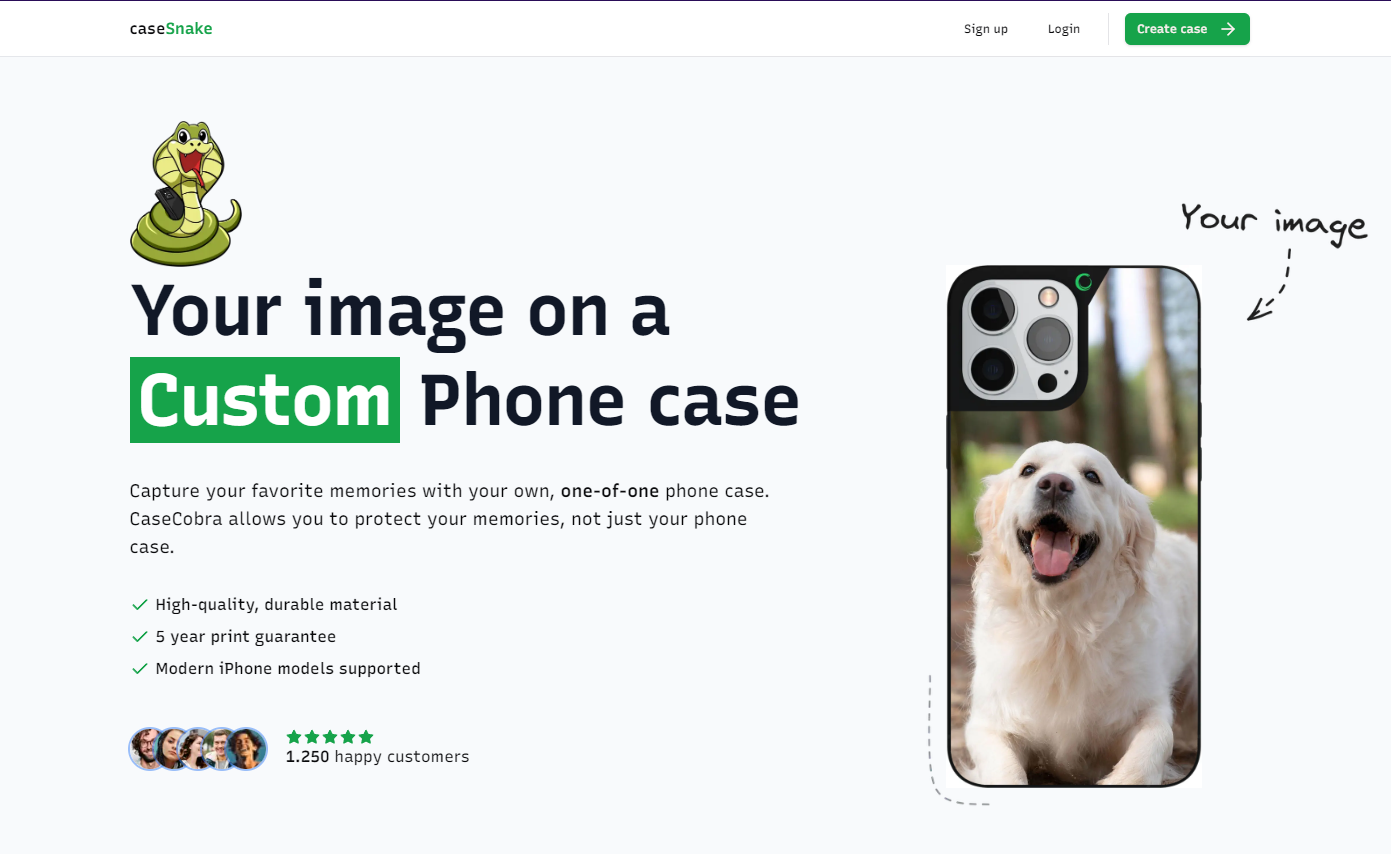 caseSnake
Sign up
Login
Create case
Your image
Your image on a
Custom Phone case
Capture your favorite memories with your own, one-of-one phone case.
CaseCobra allows you to protect your memories, not just your phone
case.
High-quality, durable material
5 year print guarantee
Modern iPhone models supported
1.250 happy customers